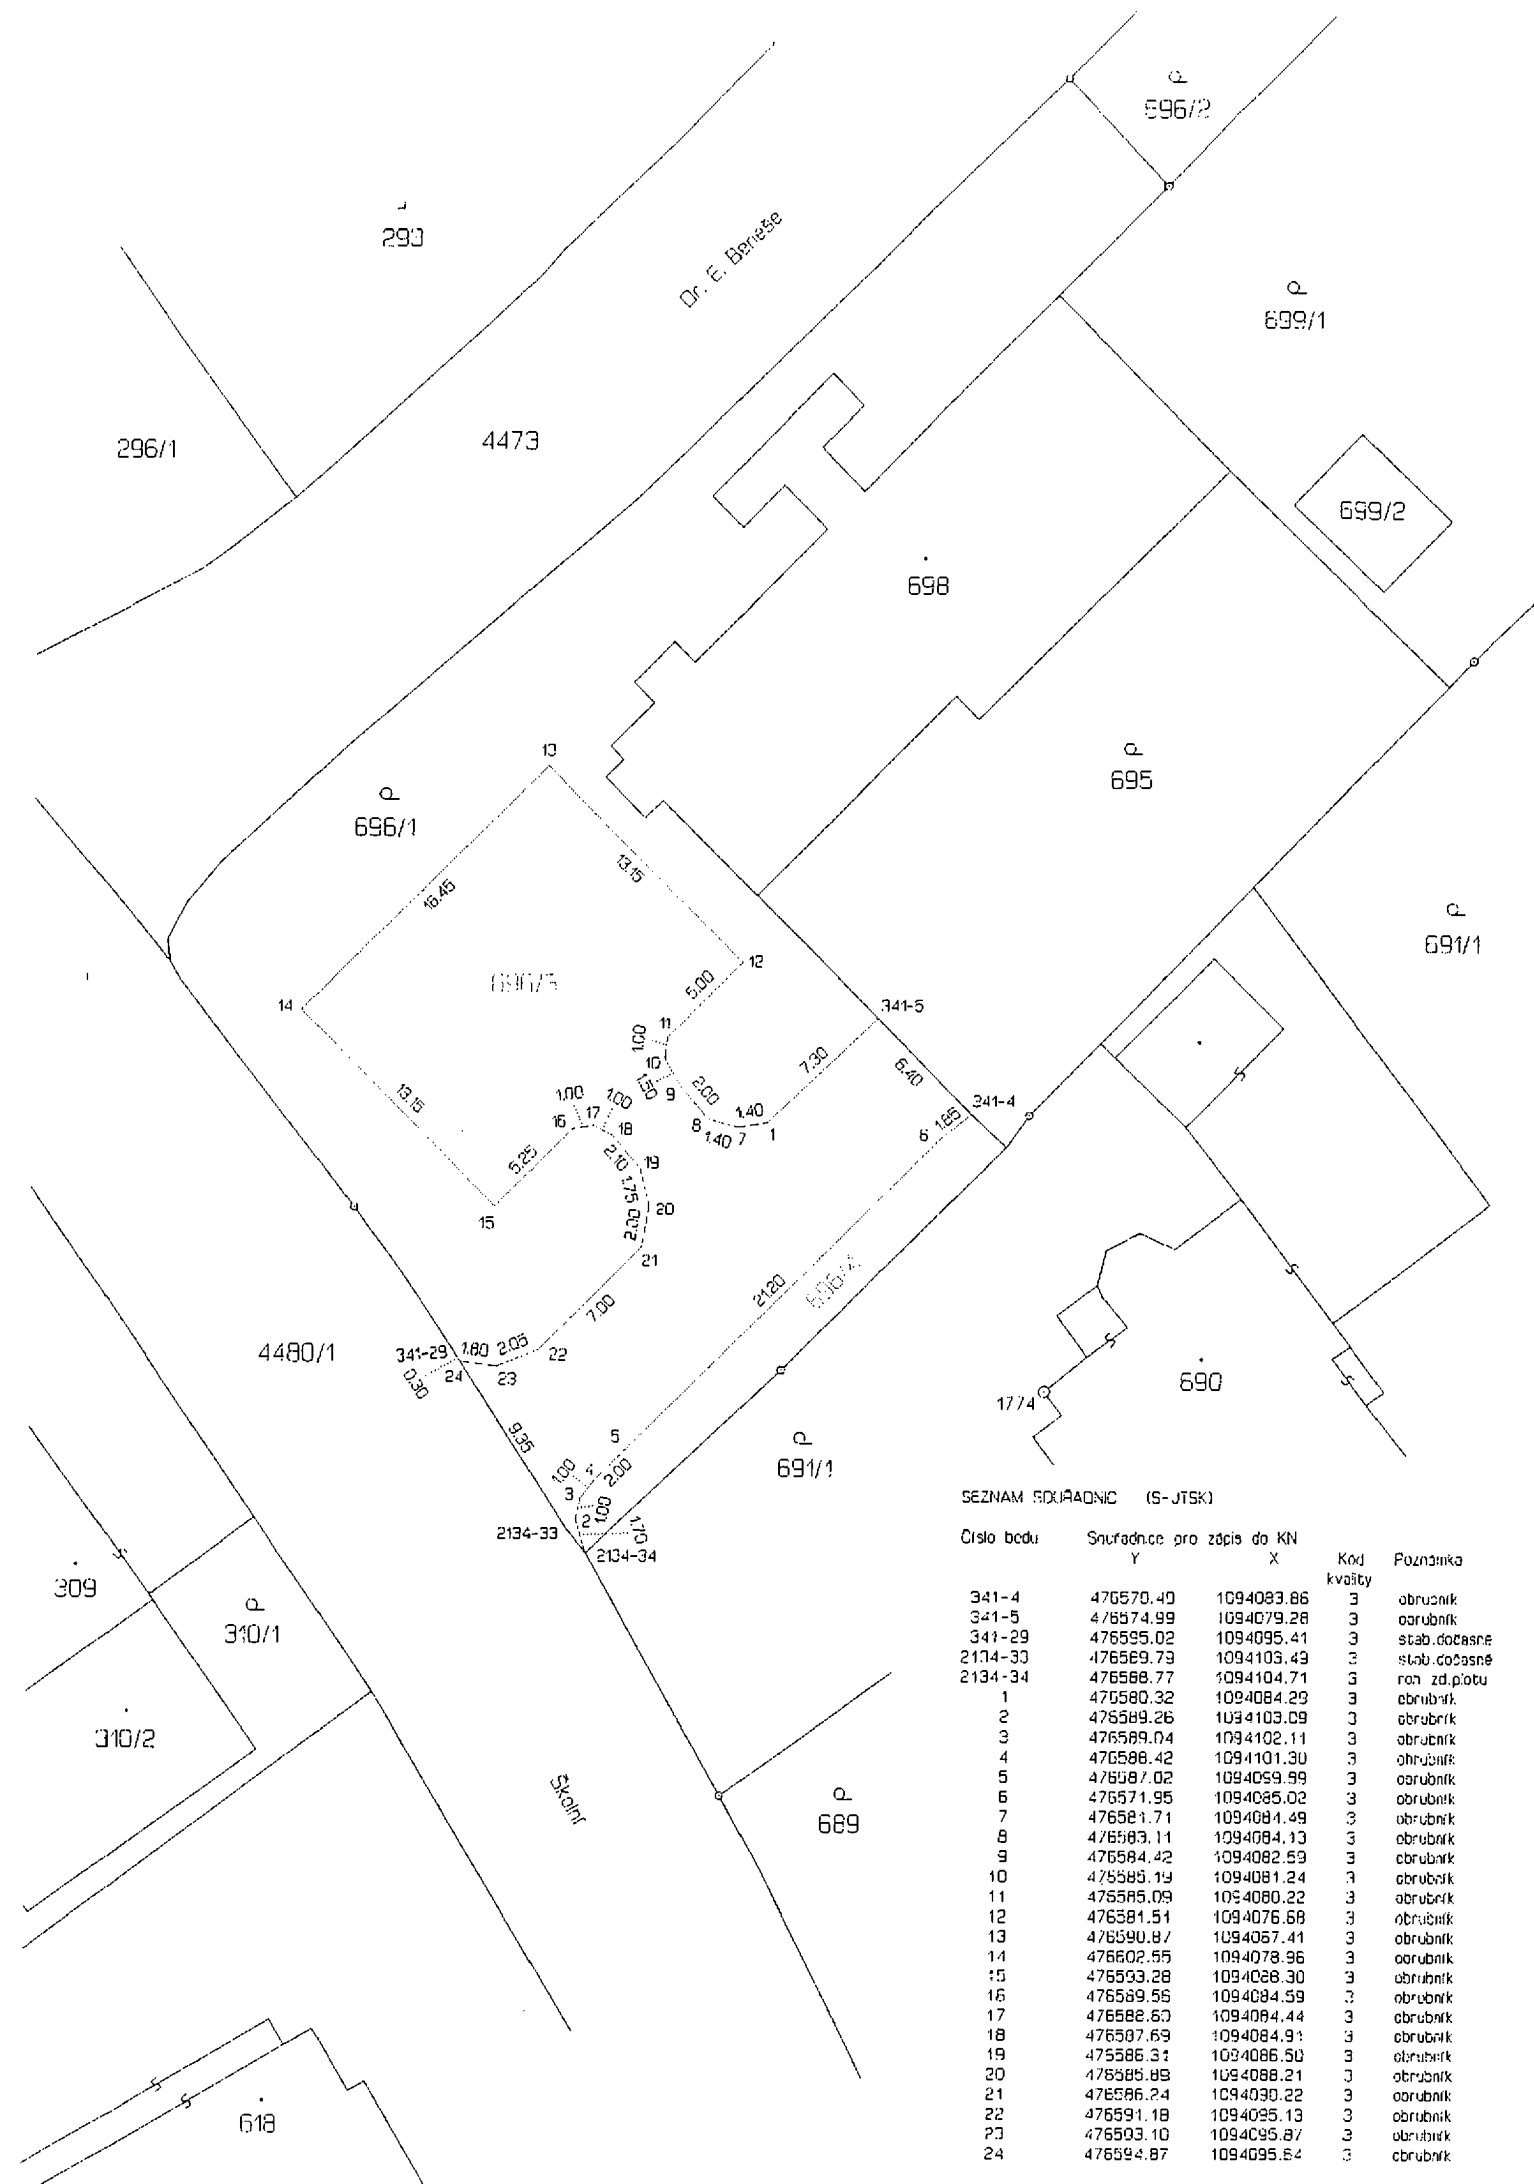 P
696/2
293
Dr. E. Beneše
P
699/1
296/1
4473
699/2
698
13
P
695
P
696/1
13.15
16.45
P
691/1
12
696/3
14
5.00
341-5
11
1.00
10
7.30
1.50
9
2.00
6.40
1.00
1.00
341-4
16
17
18
8
1.40
1.40
7
1
6
1.85
13.15
2.10
19
5.25
1.75
20
15
2.00
21
696/4
21.20
7.00
4480/1
341-29
1.80
2.05
22
0.30
24
23
690
1774
9.35
5
P
691/1
1.00
4
2.00
3
2
1.00
2134-33
1.70
2134-34
309
P
310/1
310/2
Školní
P
689
618
SEZNAM SOUŘADNIC (S-JTSK)
Číslo bodu Souřadnice pro zápis do KN
Y X Kód Poznámka
kvality
341-4 476570.49 1094083.86 3 obrubník
341-5 476574.99 1094079.28 3 obrubník
341-29 476595.02 1094095.41 3 stab.dočasně
2134-33 476589.79 1094103.49 3 stab.dočasně
2134-34 476588.77 1094104.71 3 roh zd.plotu
1 476580.32 1094084.29 3 obrubník
2 476589.26 1094103.09 3 obrubník
3 476589.04 1094102.11 3 obrubník
4 476588.42 1094101.30 3 obrubník
5 476587.02 1094099.99 3 obrubník
6 476571.95 1094085.02 3 obrubník
7 476581.71 1094084.49 3 obrubník
8 476583.11 1094084.13 3 obrubník
9 476584.42 1094082.59 3 obrubník
10 476585.19 1094081.24 3 obrubník
11 476585.09 1094080.22 3 obrubník
12 476581.51 1094076.68 3 obrubník
13 476590.87 1094067.41 3 obrubník
14 476602.55 1094078.96 3 obrubník
15 476593.28 1094088.30 3 obrubník
16 476589.56 1094084.59 3 obrubník
17 476588.60 1094084.44 3 obrubník
18 476587.69 1094084.91 3 obrubník
19 476586.31 1094086.50 3 obrubník
20 476585.89 1094088.21 3 obrubník
21 476586.24 1094090.22 3 obrubník
22 476591.18 1094095.13 3 obrubník
23 476593.10 1094095.87 3 obrubník
24 476594.87 1094095.64 3 obrubník